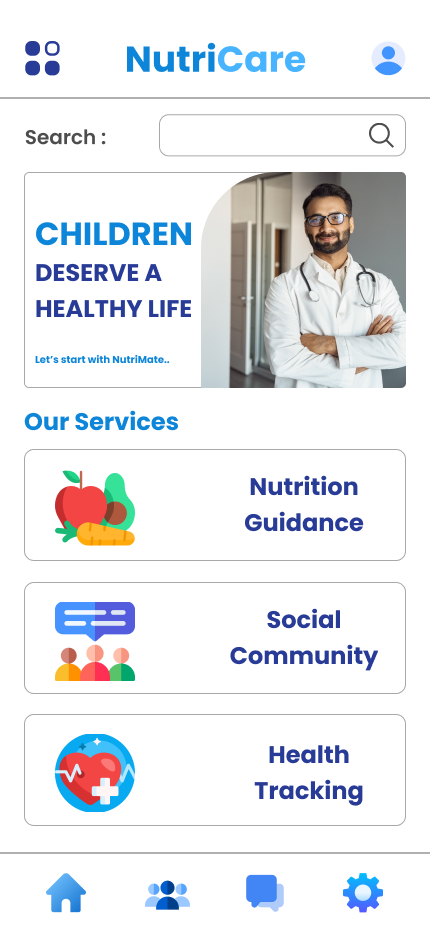 NutriCare
Search :
CHILDREN
DESERVE A
HEALTHY LIFE
Let's start with NutriMate..
Our Services
Nutrition
Guidance
Social
Community
Health
Tracking